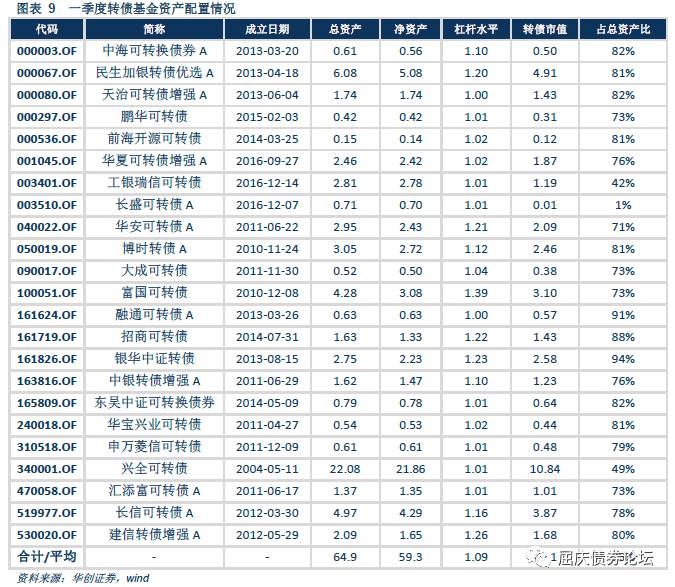 图表 9 一季度转债基金资产配置情况
代码 简称 成立日期 总资产 净资产 杠杆水平 转债市值 占总资产比
000003.OF 中海可转换债券 A 2013-03-20 0.61 0.56 1.10 0.50 82%
000067.OF 民生加银转债优选 A 2013-04-18 6.08 5.08 1.20 4.91 81%
000080.OF 天治可转债增强 A 2013-06-04 1.74 1.74 1.00 1.43 82%
000297.OF 鹏华可转债 2015-02-03 0.42 0.42 1.01 0.31 73%
000536.OF 前海开源可转债 2014-03-25 0.15 0.14 1.02 0.12 81%
001045.OF 华夏可转债增强 A 2016-09-27 2.46 2.42 1.02 1.87 76%
003401.OF 工银瑞信可转债 2016-12-14 2.81 2.78 1.01 1.19 42%
003510.OF 长盛可转债 A 2016-12-07 0.71 0.70 1.01 0.01 1%
040022.OF 华安可转债 A 2011-06-22 2.95 2.43 1.21 2.09 71%
050019.OF 博时转债 A 2010-11-24 3.05 2.72 1.12 2.46 81%
090017.OF 大成可转债 2011-11-30 0.52 0.50 1.04 0.38 73%
100051.OF 富国可转债 2010-12-08 4.28 3.08 1.39 3.10 73%
161624.OF 融通可转债 A 2013-03-26 0.63 0.63 1.00 0.57 91%
161719.OF 招商可转债 2014-07-31 1.63 1.33 1.22 1.43 88%
161826.OF 银华中证转债 2013-08-15 2.75 2.23 1.23 2.58 94%
163816.OF 中银转债增强 A 2011-06-29 1.62 1.47 1.10 1.23 76%
165809.OF 东吴中证可转换债券 2014-05-09 0.79 0.78 1.01 0.64 82%
240018.OF 华宝兴业可转债 2011-04-27 0.54 0.53 1.02 0.44 81%
310518.OF 申万菱信可转债 2011-12-09 0.61 0.61 1.01 0.48 79%
340001.OF 兴全可转债 2004-05-11 22.08 21.86 1.01 10.84 49%
470058.OF 汇添富可转债 A 2011-06-17 1.37 1.35 1.01 1.01 73%
519977.OF 长信可转债 A 2012-03-30 4.97 4.29 1.16 3.87 78%
530020.OF 建信转债增强 A 2012-05-29 2.09 1.65 1.26 1.68 80%
合计/平均 - - 64.9 59.3 1.09
屈庆债券论坛
资料来源：华创证券，wind